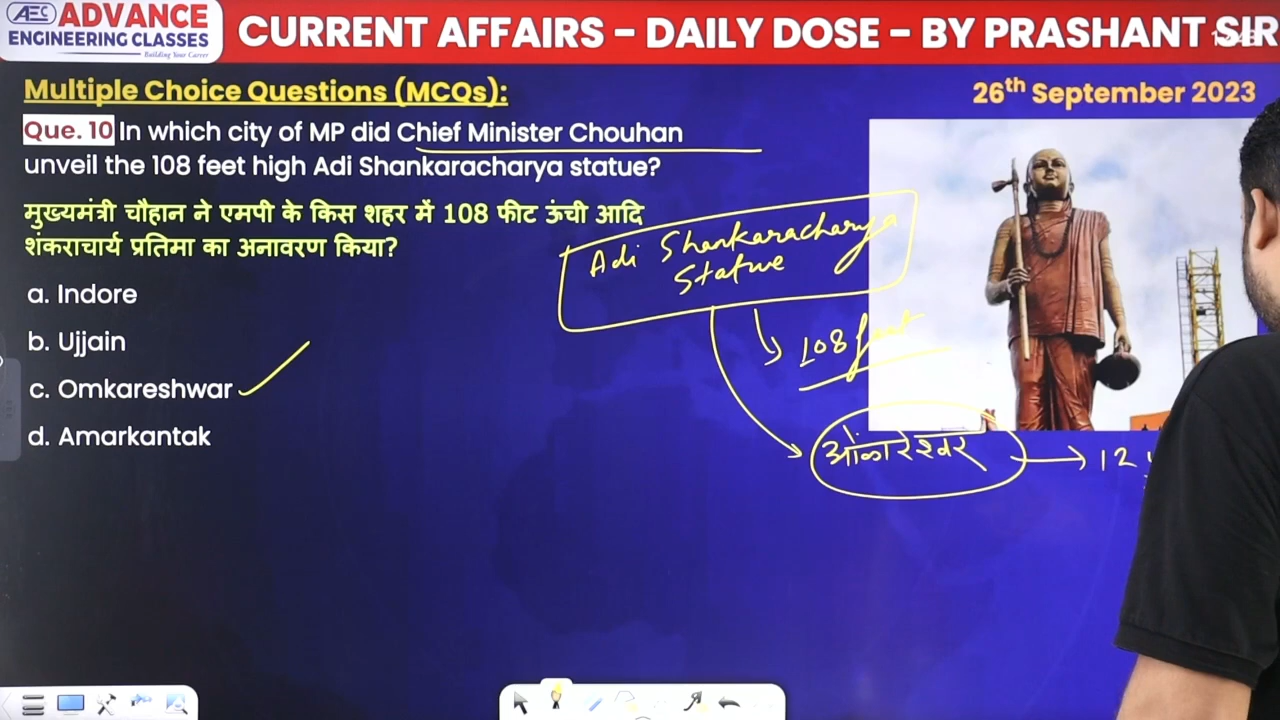 AEC ADVANCE
ENGINEERING CLASSES
Building Your Career
CURRENT AFFAIRS - DAILY DOSE - BY PRASHANT SIR
Multiple Choice Questions (MCQs):
26th September 2023
Que. 10 In which city of MP did Chief Minister Chouhan
unveil the 108 feet high Adi Shankaracharya statue?
मुख्यमंत्री चौहान ने एमपी के किस शहर में 108 फीट ऊंची आदि
शंकराचार्य प्रतिमा का अनावरण किया?
a. Indore
b. Ujjain
c. Omkareshwar
d. Amarkantak
Adi Shankaracharya
Statue
108 feet
ओंकारेश्वर
12